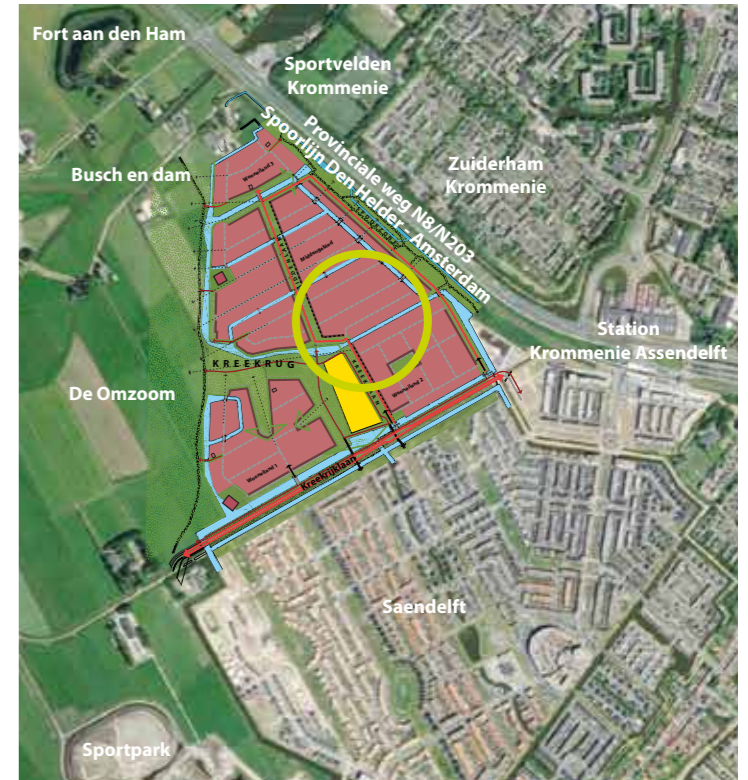 Fort aan den Ham
Sportvelden
Krommenie
Provinciale weg N8/N203
Spoorlijn Den Helder - Amsterdam
Busch en dam
Zuiderham
Krommenie
Station
Krommenie Assendelft
KREEKRUG
De Omzoom
Kreekrijklaan
Saendelft
Sportpark